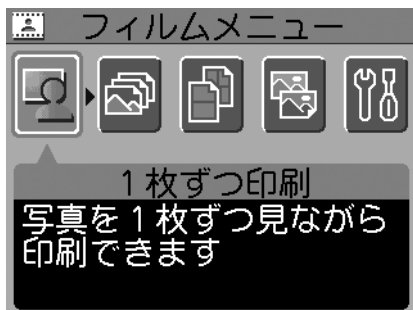 フィルムメニュー
1枚ずつ印刷
写真を1枚ずつ見ながら
印刷できます